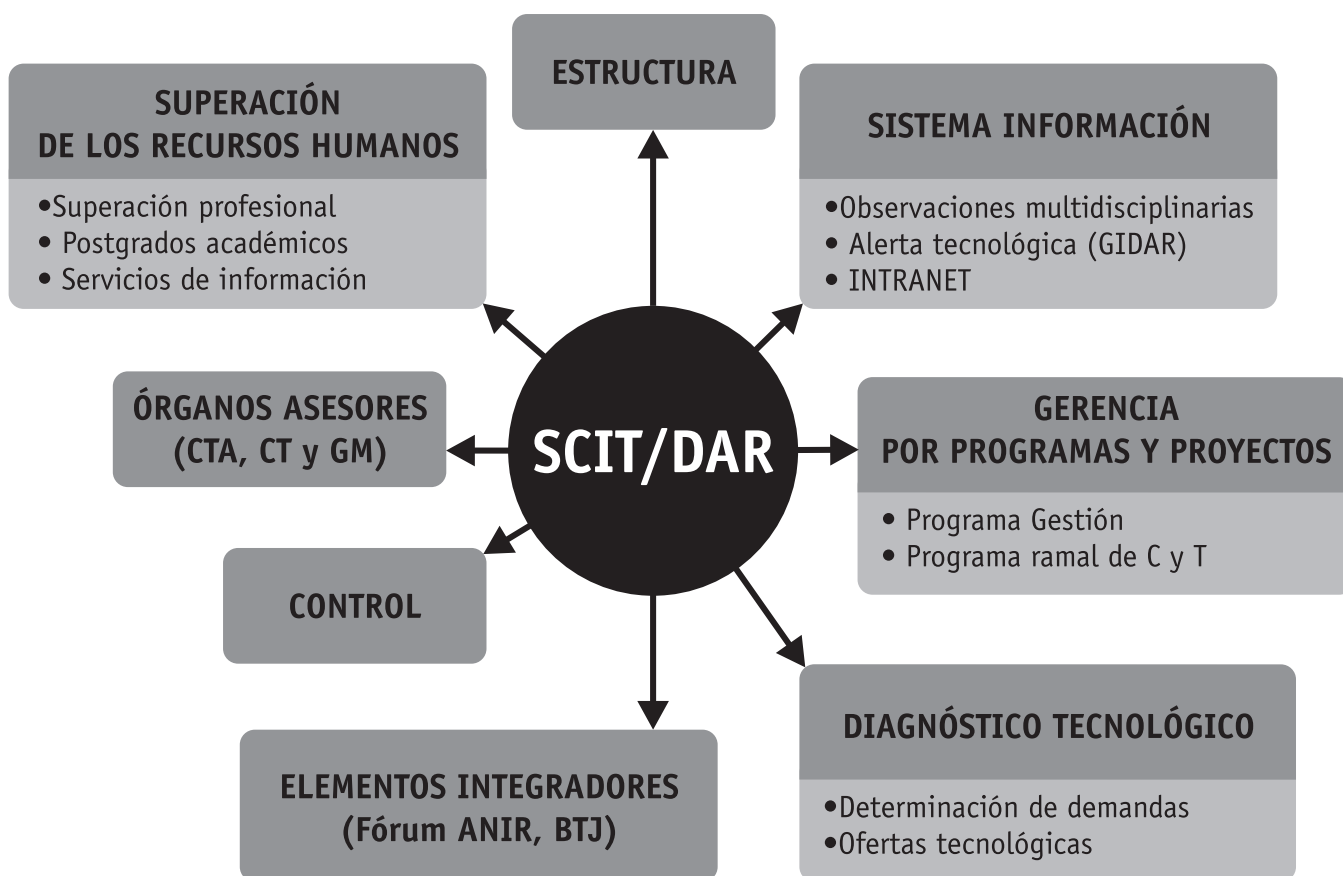 ESTRUCTURA
SUPERACIÓN
DE LOS RECURSOS HUMANOS
•Superación profesional
• Postgrados académicos
• Servicios de información
SISTEMA INFORMACIÓN
•Observaciones multidisciplinarias
• Alerta tecnológica (GIDAR)
• INTRANET
ÓRGANOS ASESORES
(CTA, CT y GM)
SCIT/DAR
GERENCIA
POR PROGRAMAS Y PROYECTOS
• Programa Gestión
• Programa ramal de C y T
CONTROL
ELEMENTOS INTEGRADORES
(Fórum ANIR, BTJ)
DIAGNÓSTICO TECNOLÓGICO
•Determinación de demandas
•Ofertas tecnológicas